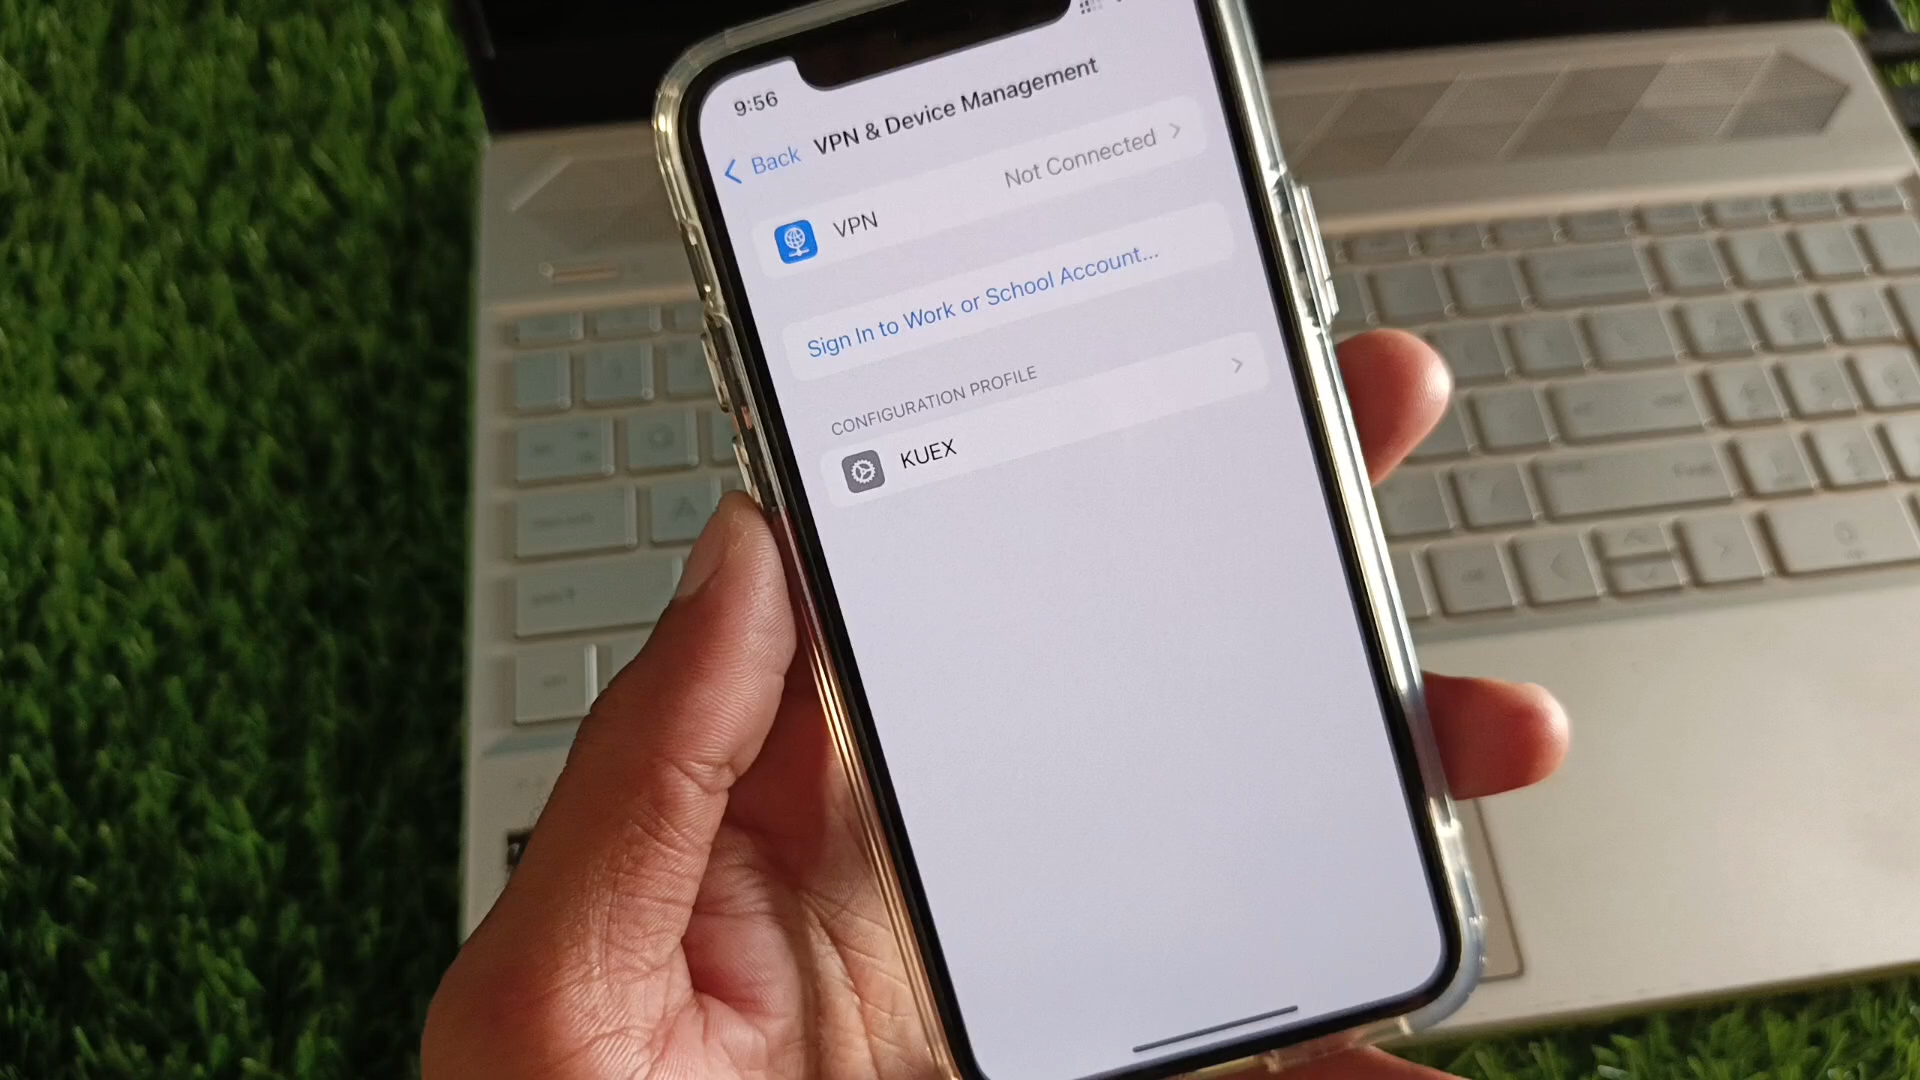 9:56
Back VPN & Device Management
VPN Not Connected
Sign In to Work or School Account...
CONFIGURATION PROFILE
KUEX